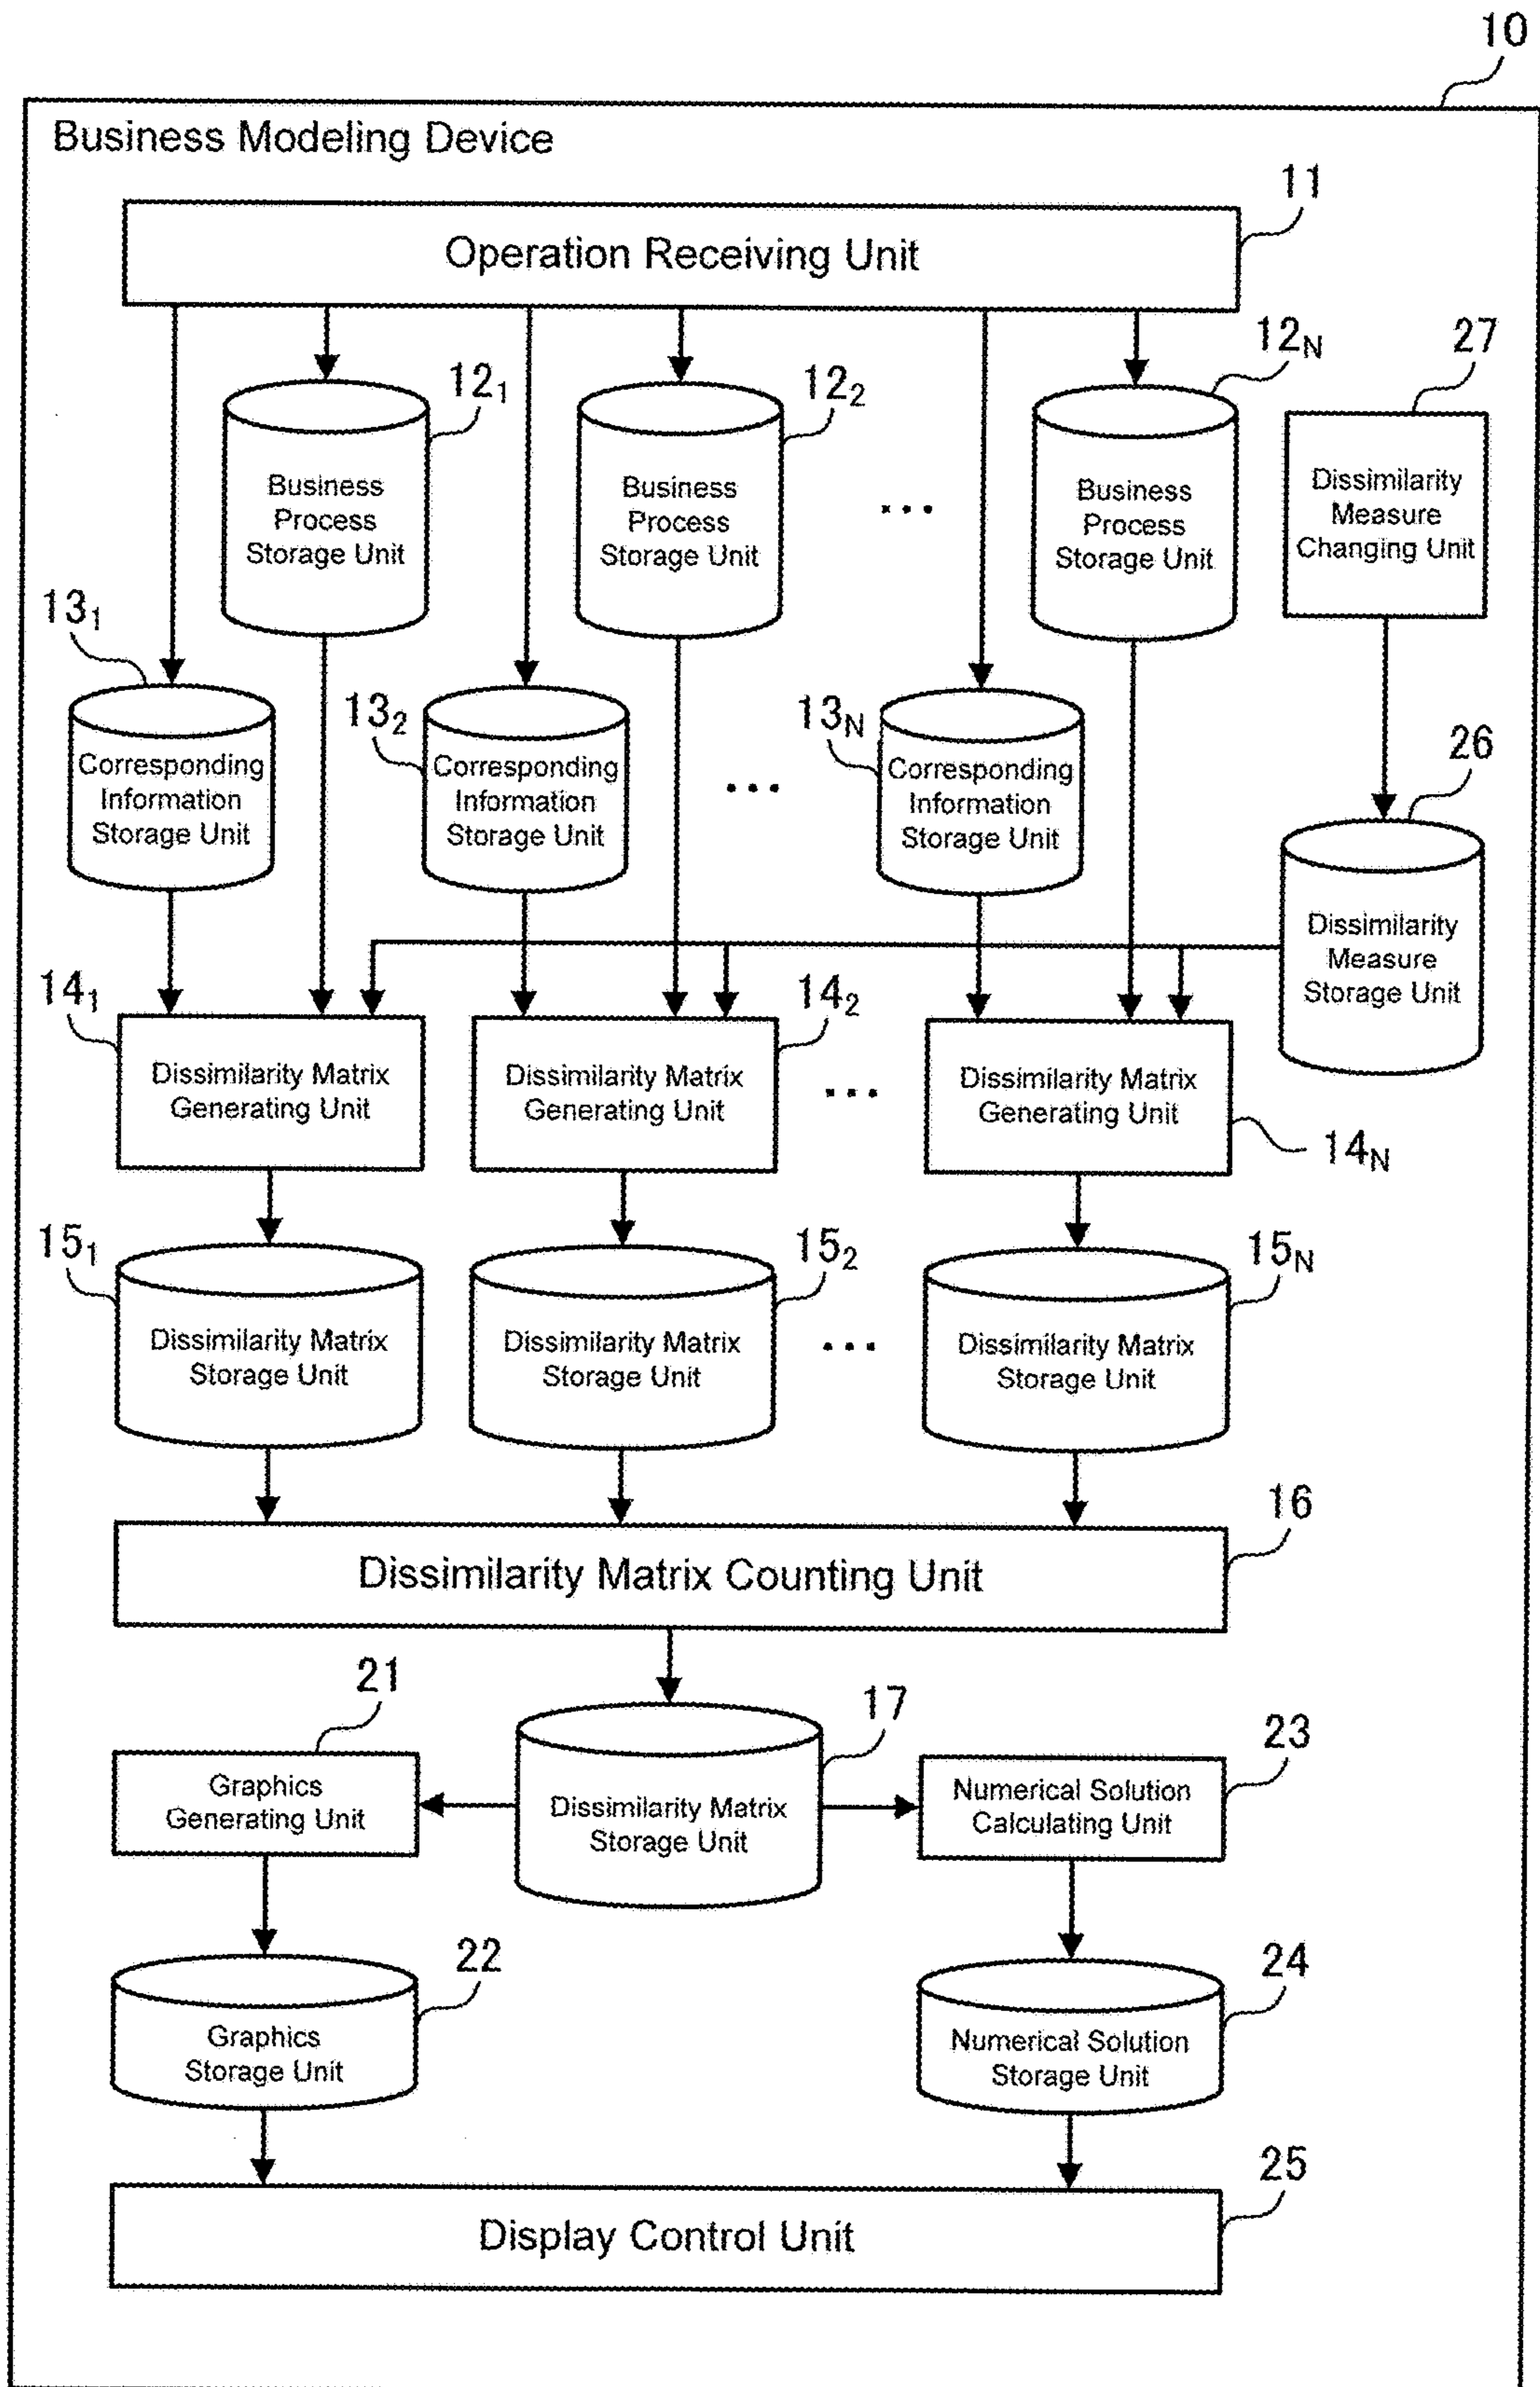 10
Business Modeling Device
11
Operation Receiving Unit
12₁
12₂
12N
27
Business
Process
Storage Unit
Business
Process
Storage Unit
...
Business
Process
Storage Unit
Dissimilarity
Measure
Changing Unit
13₁
13₂
13N
26
Corresponding
Information
Storage Unit
Corresponding
Information
Storage Unit
...
Corresponding
Information
Storage Unit
Dissimilarity
Measure
Storage Unit
14₁
14₂
Dissimilarity Matrix
Generating Unit
Dissimilarity Matrix
Generating Unit
...
Dissimilarity Matrix
Generating Unit
14N
15₁
15₂
15N
Dissimilarity Matrix
Storage Unit
Dissimilarity Matrix
Storage Unit
...
Dissimilarity Matrix
Storage Unit
16
Dissimilarity Matrix Counting Unit
21
17
23
Graphics
Generating Unit
Dissimilarity Matrix
Storage Unit
Numerical Solution
Calculating Unit
22
24
Graphics
Storage Unit
Numerical Solution
Storage Unit
25
Display Control Unit